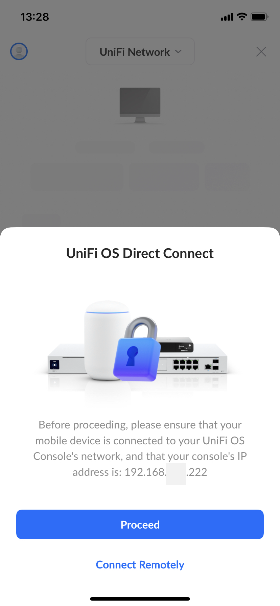 13:28
UniFi Network
UniFi OS Direct Connect
Before proceeding, please ensure that your
mobile device is connected to your UniFi OS
Console's network, and that your console's IP
address is: 192.168. .222
Proceed
Connect Remotely